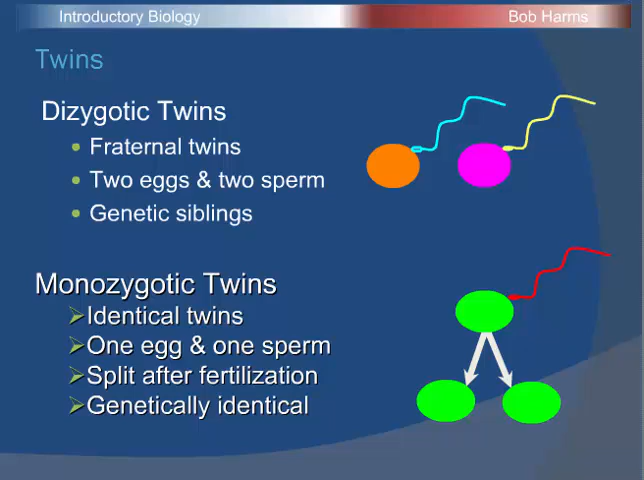 Introductory Biology
Bob Harms
Twins
Dizygotic Twins
Fraternal twins
Two eggs & two sperm
Genetic siblings
Monozygotic Twins
Identical twins
One egg & one sperm
Split after fertilization
Genetically identical